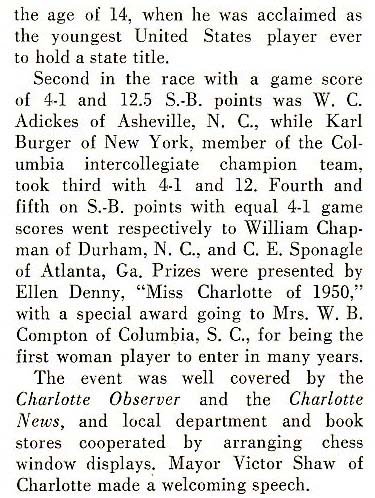 the age of 14, when he was acclaimed as
the youngest United States player ever
to hold a state title.
Second in the race with a game score
of 4-1 and 12.5 S.-B. points was W. C.
Adickes of Asheville, N. C., while Karl
Burger of New York, member of the Col-
umbia intercollegiate champion team,
took third with 4-1 and 12. Fourth and
fifth on S.-B. points with equal 4-1 game
scores went respectively to William Chap-
man of Durham, N. C., and C. E. Sponagle
of Atlanta, Ga. Prizes were presented by
Ellen Denny, “Miss Charlotte of 1950,”
with a special award going to Mrs. W. B.
Compton of Columbia, S. C., for being the
first woman player to enter in many years.
The event was well covered by the
Charlotte Observer and the Charlotte
News, and local department and book
stores cooperated by arranging chess
window displays. Mayor Victor Shaw of
Charlotte made a welcoming speech.